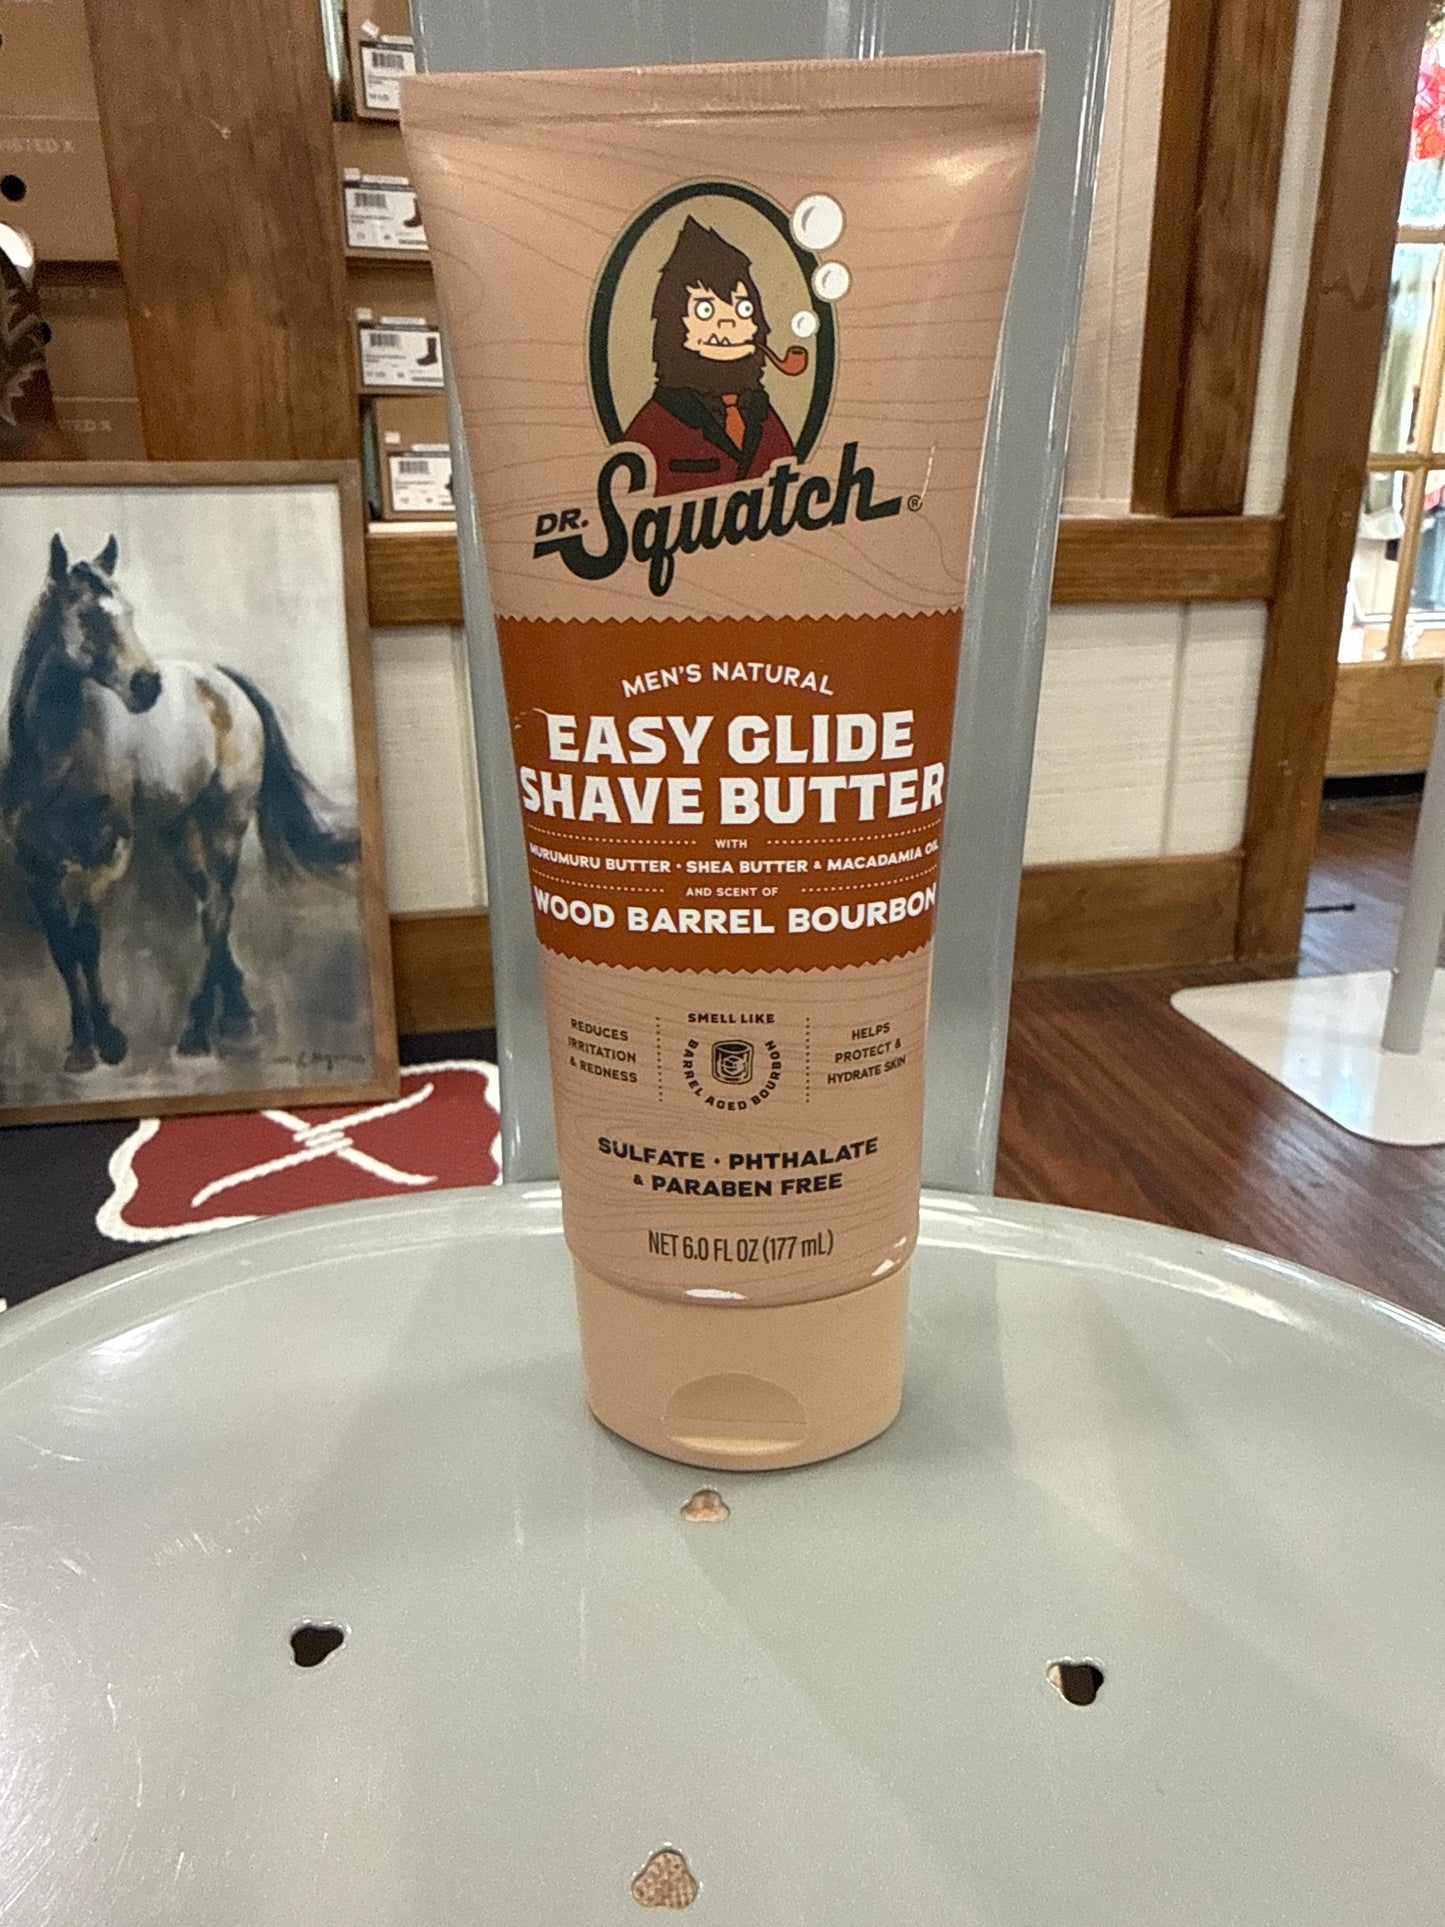 DR. Squatch®
MEN'S NATURAL
EASY GLIDE
SHAVE BUTTER
WITH
MURUMURU BUTTER • SHEA BUTTER & MACADAMIA OIL
AND SCENT OF
WOOD BARREL BOURBON
REDUCES
IRRITATION
& REDNESS
SMELL LIKE
BARREL AGED BOURBON
HELPS
PROTECT &
HYDRATE SKIN
SULFATE • PHTHALATE
& PARABEN FREE
NET 6.0 FL OZ (177 mL)